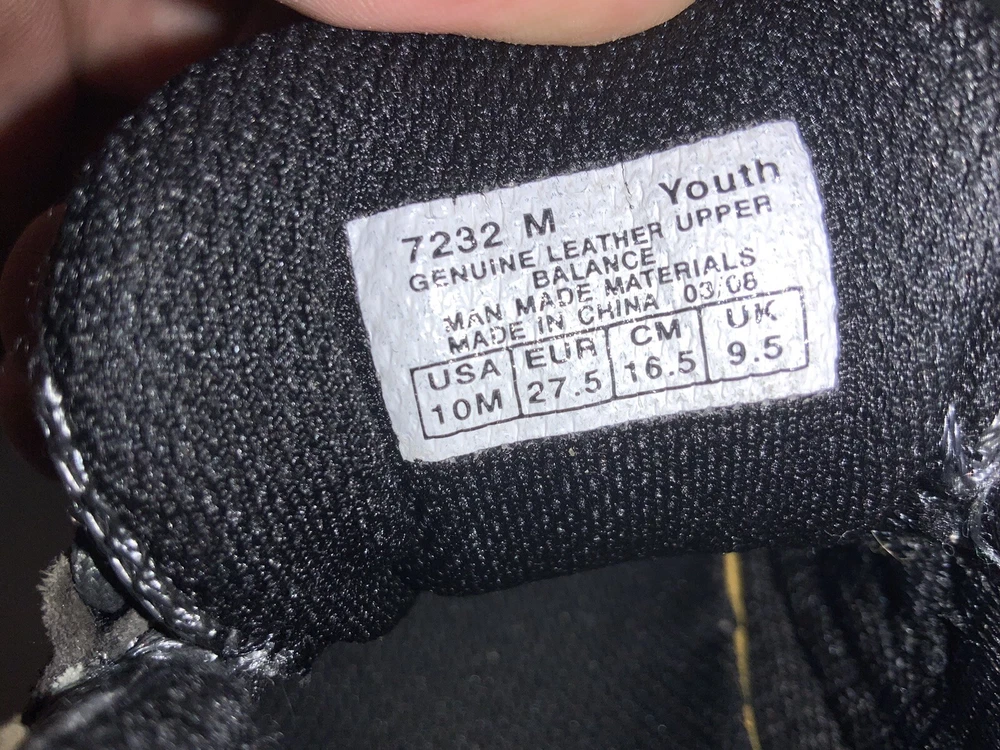 7232 M Youth
GENUINE LEATHER UPPER
BALANCE
MAN MADE MATERIALS
MADE IN CHINA 03/08
USA EUR CM UK
10M 27.5 16.5 9.5